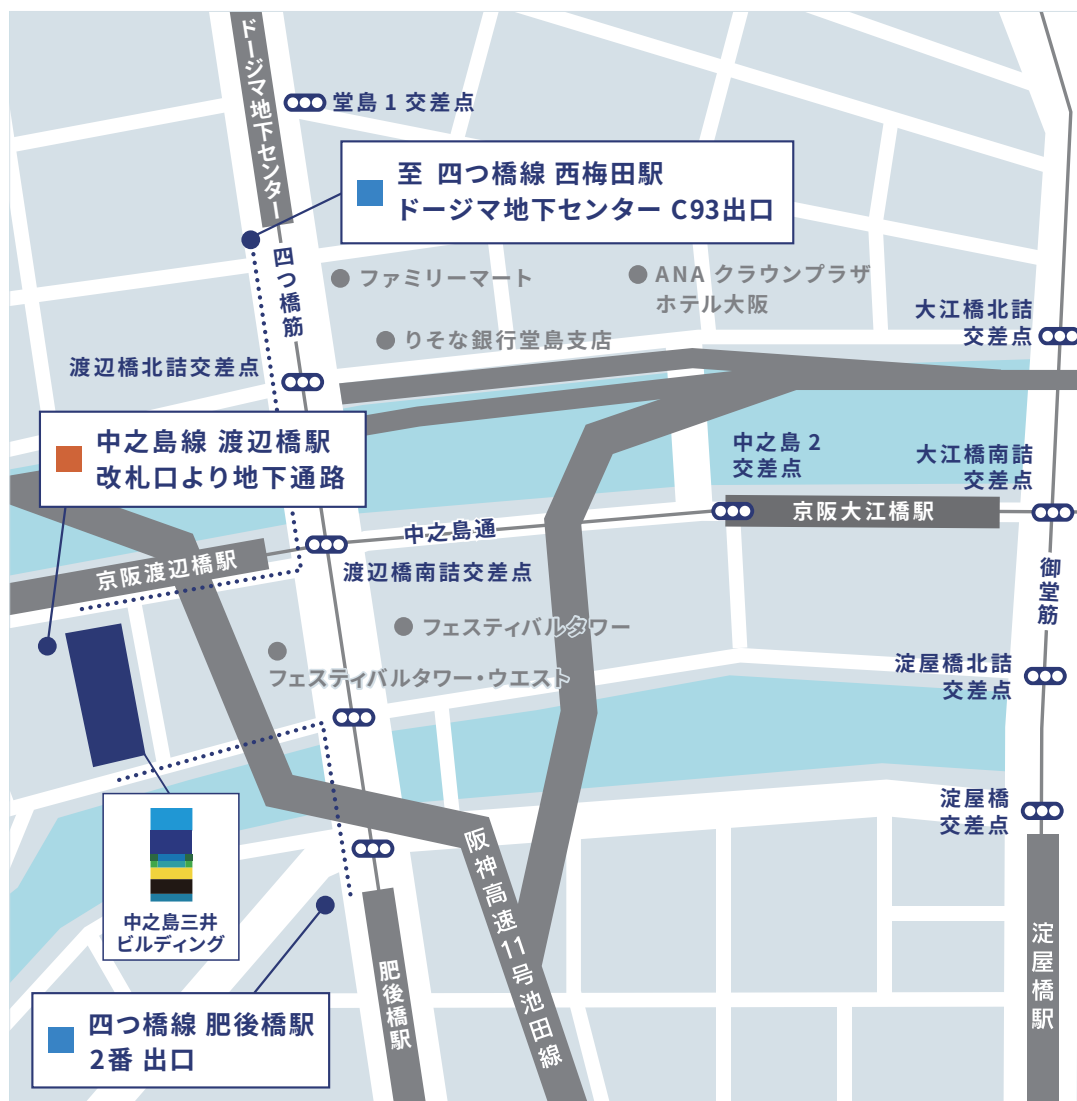 ドージマ地下センター
堂島 1 交差点
至 四つ橋線 西梅田駅
ドージマ地下センター C93出口
四つ橋筋
ファミリーマート
ANA クラウンプラザ
ホテル大阪
大江橋北詰
交差点
りそな銀行堂島支店
渡辺橋北詰交差点
中之島線 渡辺橋駅
改札口より地下通路
中之島 2
交差点
大江橋南詰
交差点
京阪大江橋駅
中之島通
京阪渡辺橋駅
渡辺橋南詰交差点
御堂筋
フェスティバルタワー
フェスティバルタワー・ウエスト
淀屋橋北詰
交差点
淀屋橋
交差点
阪神高速11号池田線
中之島三井
ビルディング
肥後橋駅
淀屋橋駅
四つ橋線 肥後橋駅
2番 出口